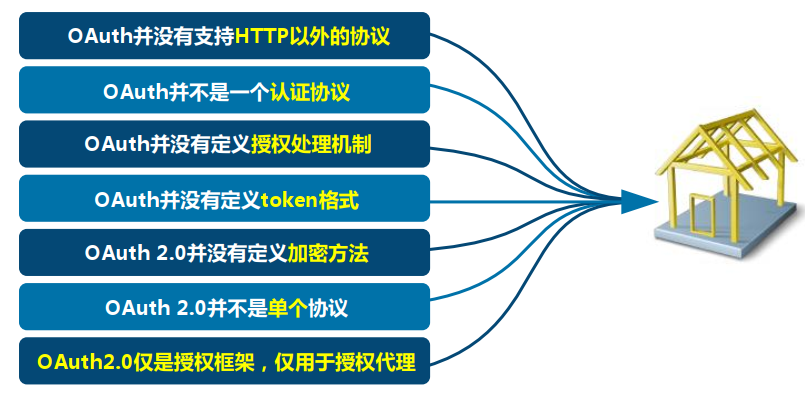 OAuth并没有支持HTTP以外的协议
OAuth并不是一个认证协议
OAuth并没有定义授权处理机制
OAuth并没有定义token格式
OAuth 2.0并没有定义加密方法
OAuth 2.0并不是单个协议
OAuth2.0仅是授权框架，仅用于授权代理